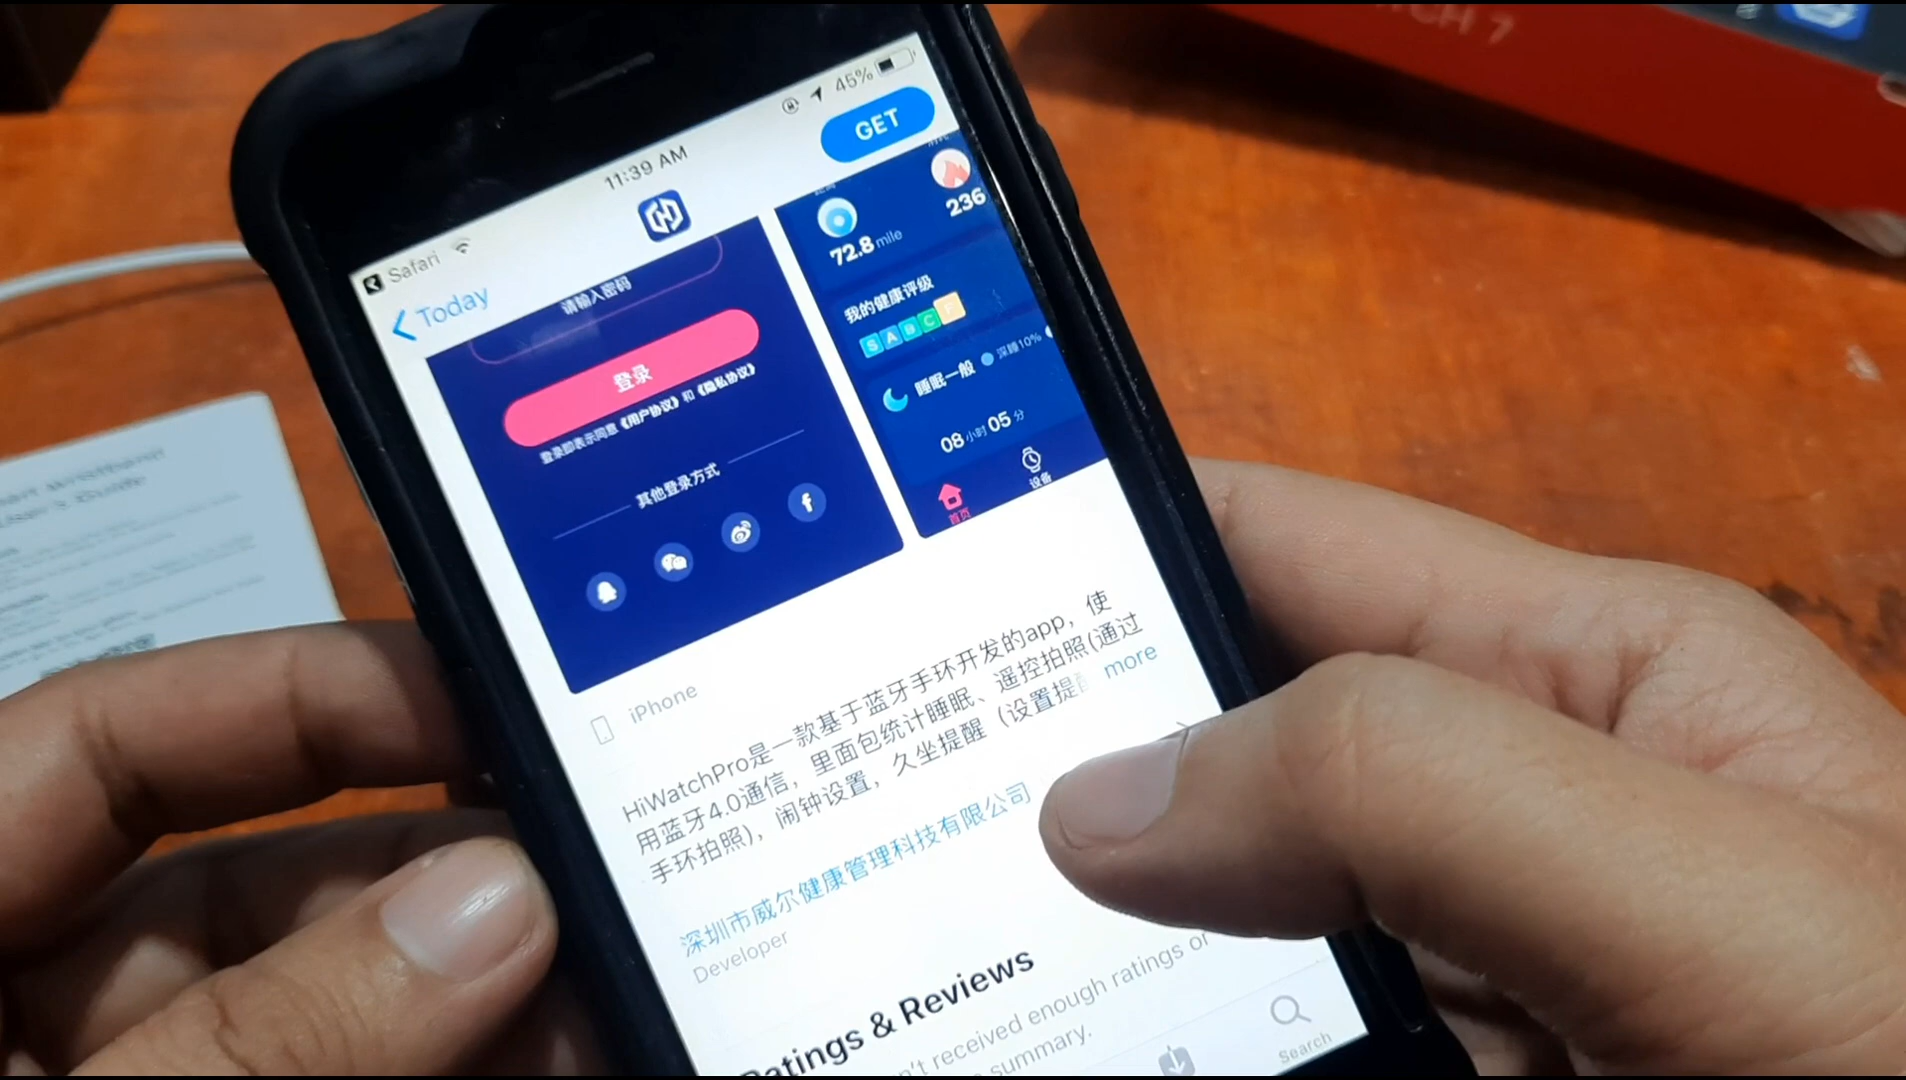 CH 7
45%
11:39 AM
Safari
GET
Today
请输入密码
登录
登录即表示同意《用户协议》和《隐私协议》
其他登录方式
72.8 mile
236
我的健康评级
S A B C F
睡眠一般
深睡10%
08小时05分
首页
设备
iPhone
HiWatchPro是一款基于蓝牙手环开发的app，使
用蓝牙4.0通信，里面包统计睡眠、遥控拍照(通过
手环拍照)，闹钟设置，久坐提醒（设置提
more
深圳市威尔健康管理科技有限公司
Developer
Ratings & Reviews
n't received enough ratings or
summary.
Search